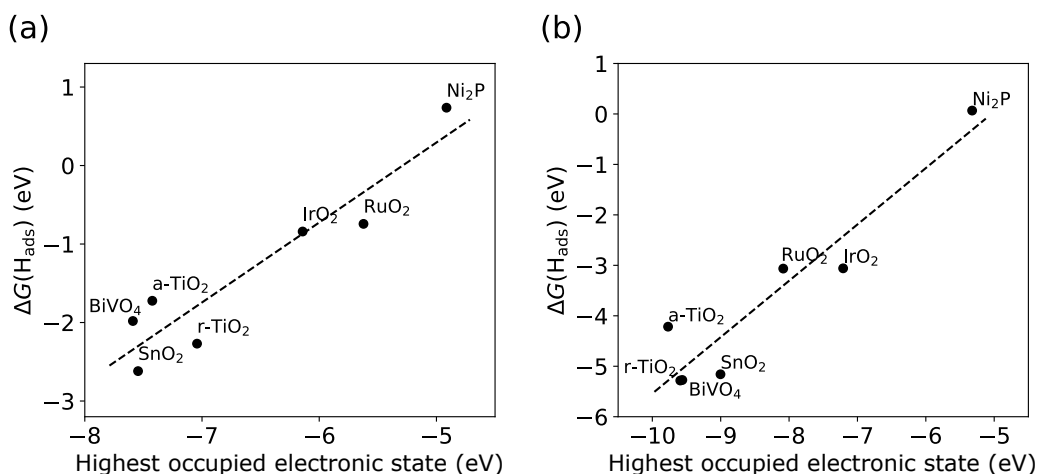 (a)
1
0
−1
−2
−3
ΔG(H_ads) (eV)
Ni₂P
IrO₂
RuO₂
a-TiO₂
BiVO₄
r-TiO₂
SnO₂
−8 −7 −6 −5
Highest occupied electronic state (eV)
(b)
1
0
−1
−2
−3
−4
−5
−6
ΔG(H_ads) (eV)
Ni₂P
RuO₂ IrO₂
a-TiO₂
r-TiO₂ SnO₂
BiVO₄
−10 −9 −8 −7 −6 −5
Highest occupied electronic state (eV)